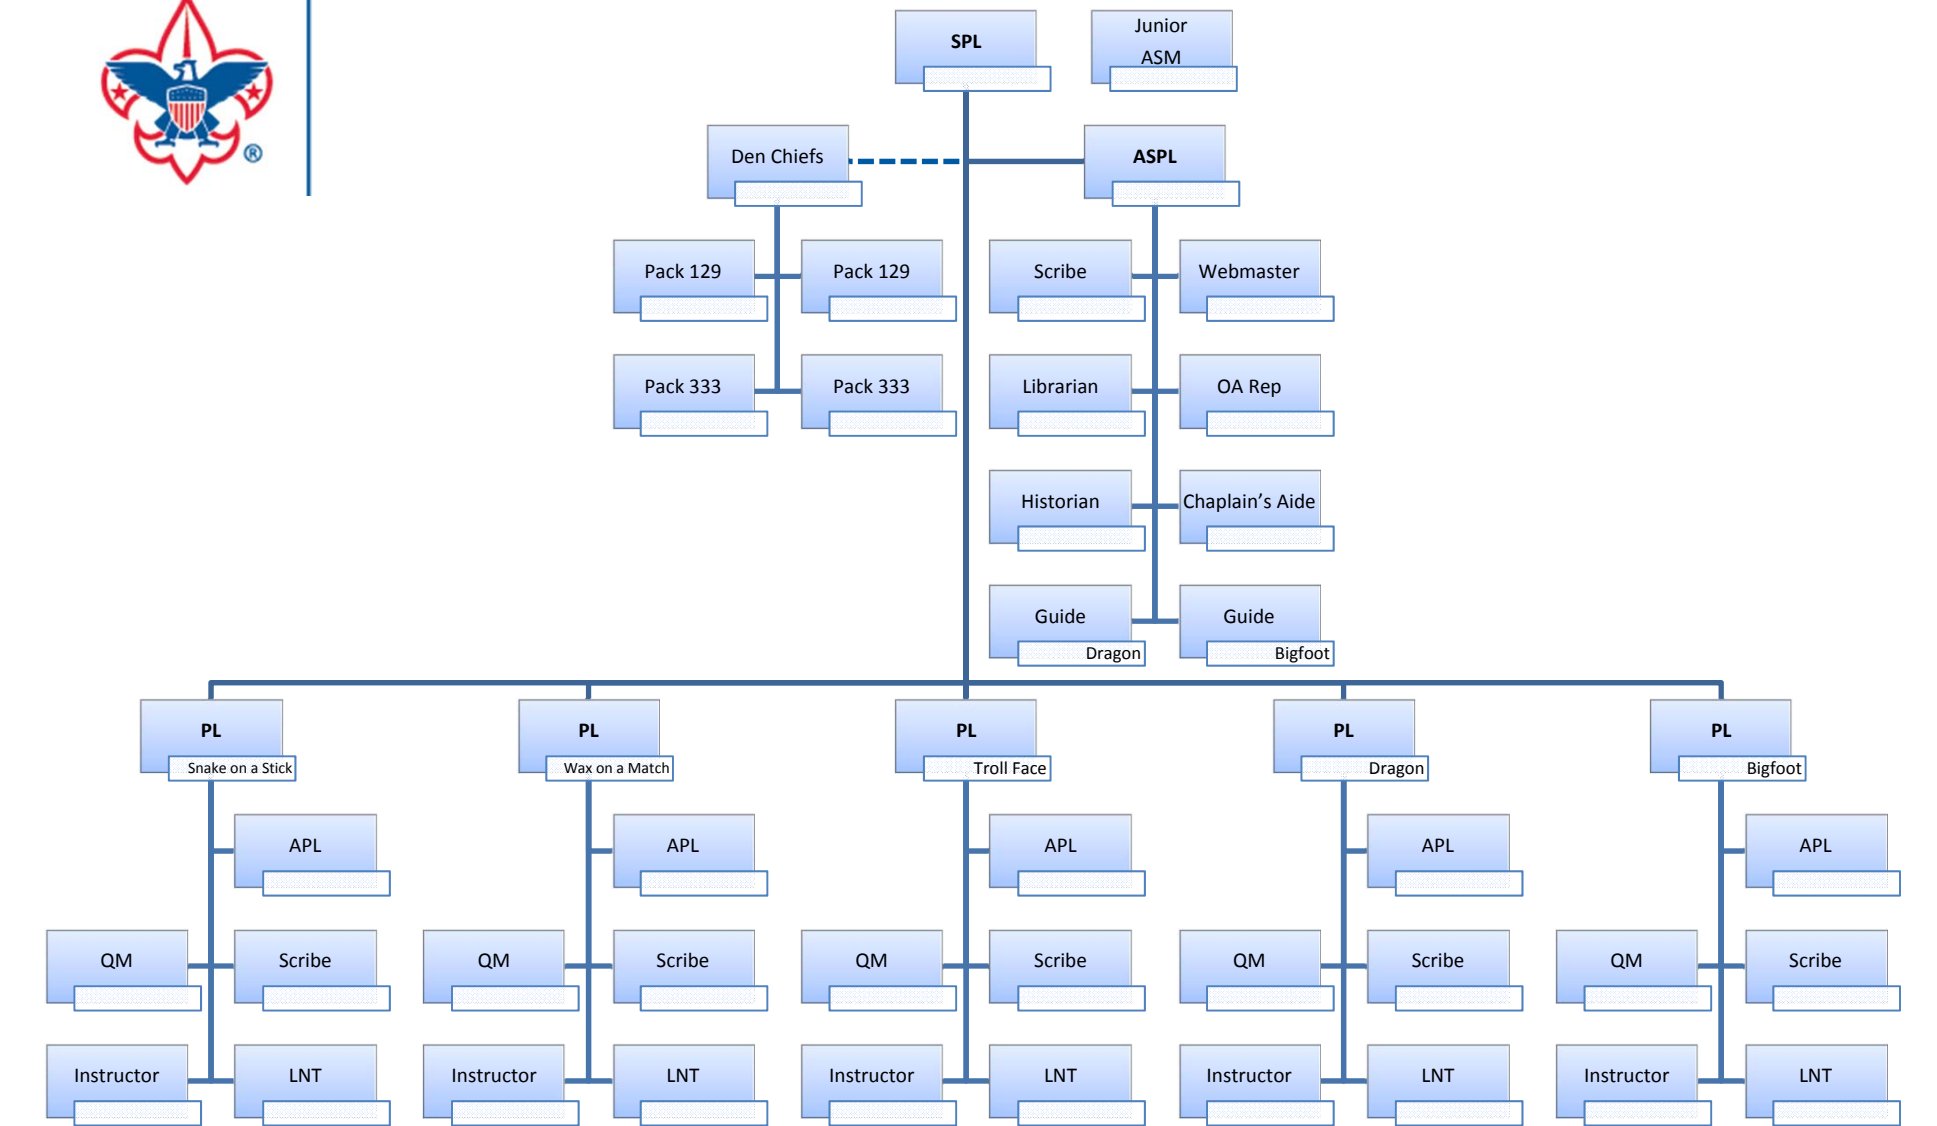 SPL
Junior
ASM
®
Den Chiefs
ASPL
Pack 129
Pack 129
Scribe
Webmaster
Pack 333
Pack 333
Librarian
OA Rep
Historian
Chaplain’s Aide
Guide
Dragon
Guide
Bigfoot
PL
Snake on a Stick
PL
Wax on a Match
PL
Troll Face
PL
Dragon
PL
Bigfoot
APL
APL
APL
APL
APL
QM
Scribe
QM
Scribe
QM
Scribe
QM
Scribe
QM
Scribe
Instructor
LNT
Instructor
LNT
Instructor
LNT
Instructor
LNT
Instructor
LNT